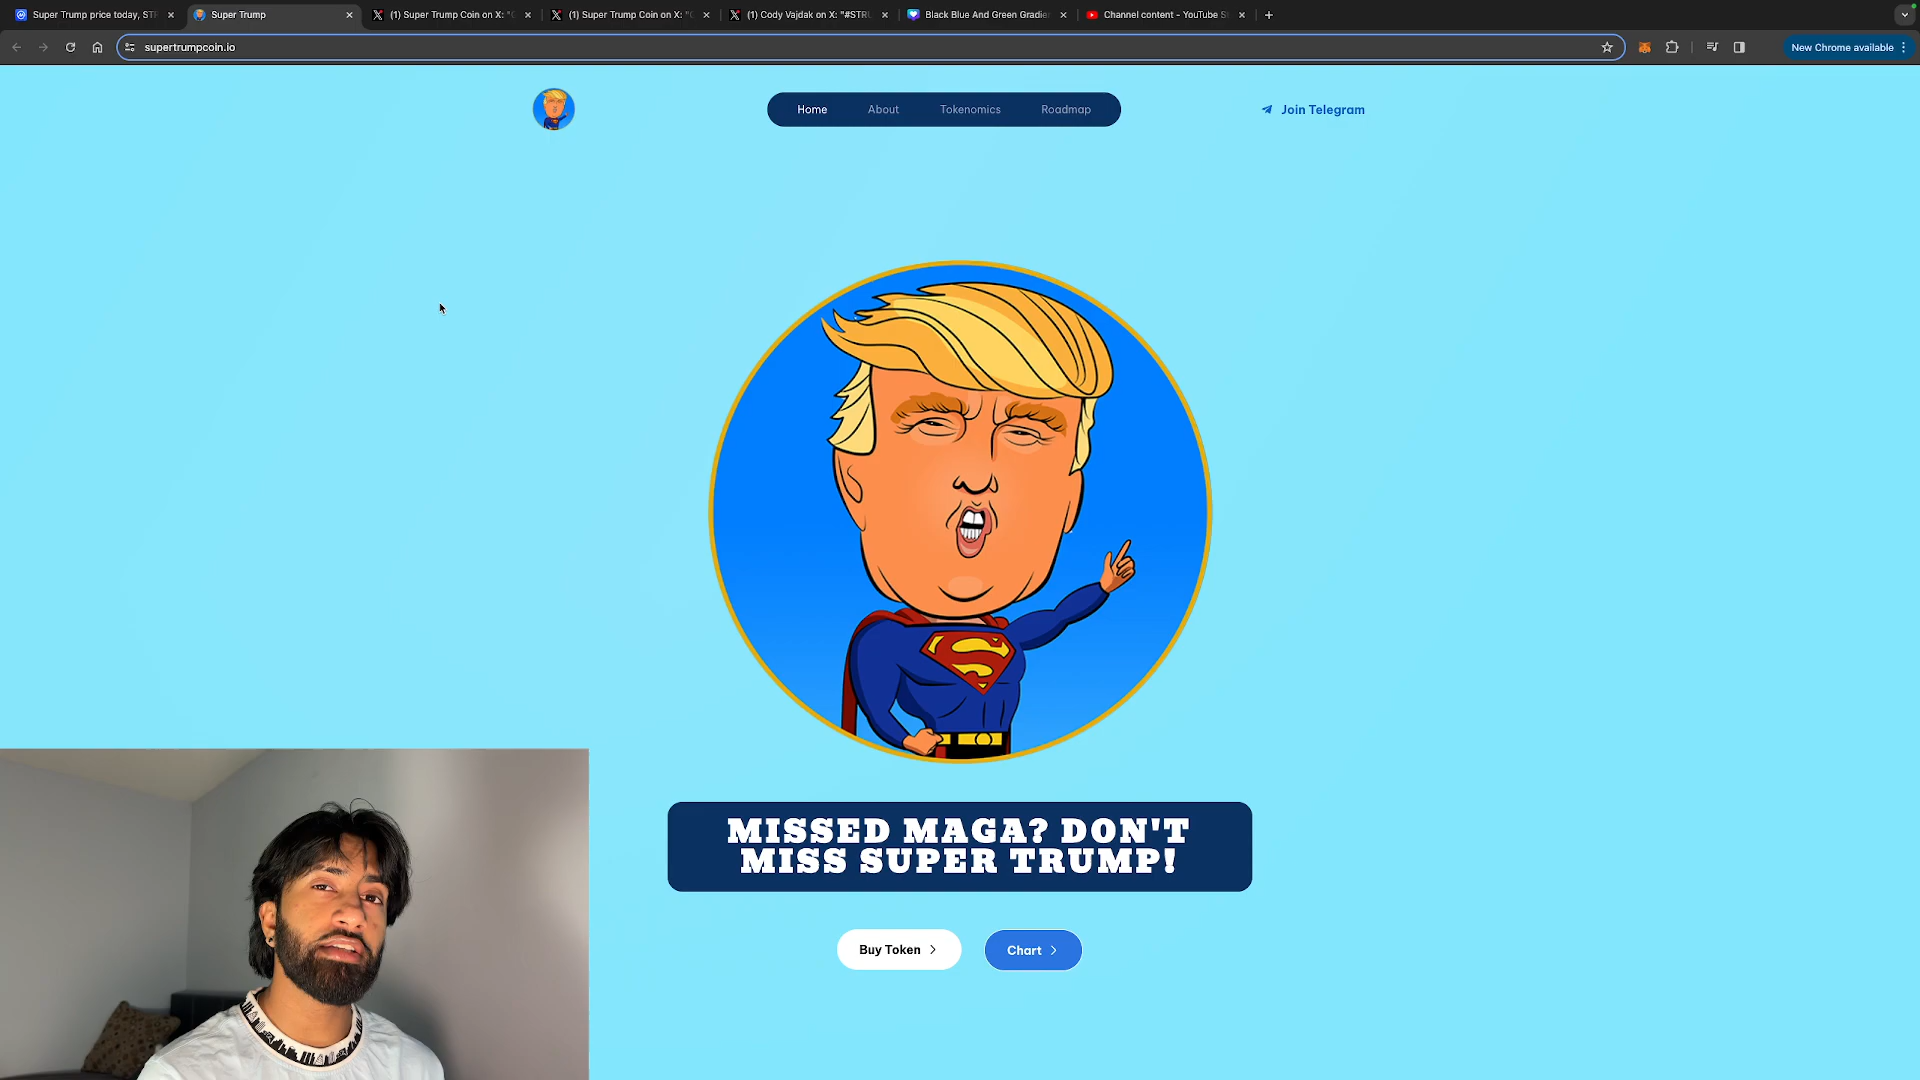 Super Trump price today, STR
Super Trump
(1) Super Trump Coin on X: "
(1) Super Trump Coin on X: "
(1) Cody Vajdak on X: "#STRU
Black Blue And Green Gradie
Channel content - YouTube S
supertrumpcoin.io
New Chrome available
Home
About
Tokenomics
Roadmap
Join Telegram
S
MISSED MAGA? DON'T
MISS SUPER TRUMP!
Buy Token
Chart